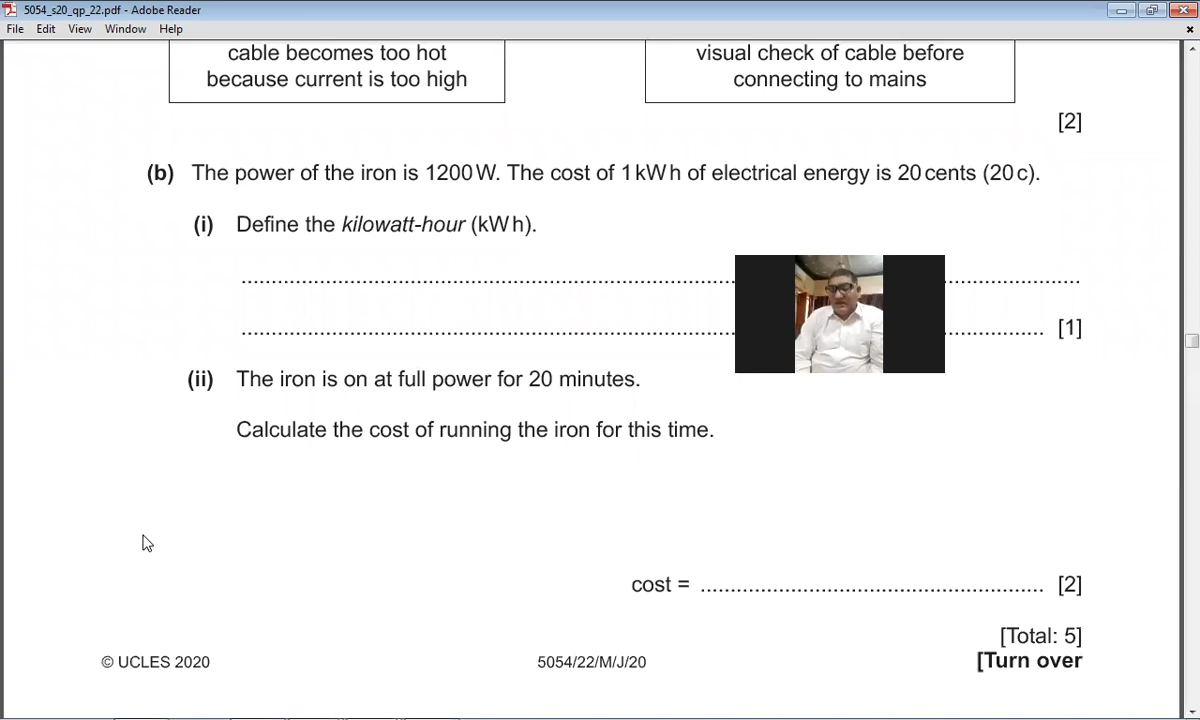 5054_s20_qp_22.pdf - Adobe Reader
File Edit View Window Help
cable becomes too hot
because current is too high
visual check of cable before
connecting to mains
[2]
(b) The power of the iron is 1200 W. The cost of 1 kW h of electrical energy is 20 cents (20 c).
(i) Define the kilowatt-hour (kW h).
....................................................................................................
.................................................................................................... [1]
(ii) The iron is on at full power for 20 minutes.
Calculate the cost of running the iron for this time.
cost = ......................................................... [2]
[Total: 5]
© UCLES 2020 5054/22/M/J/20 [Turn over